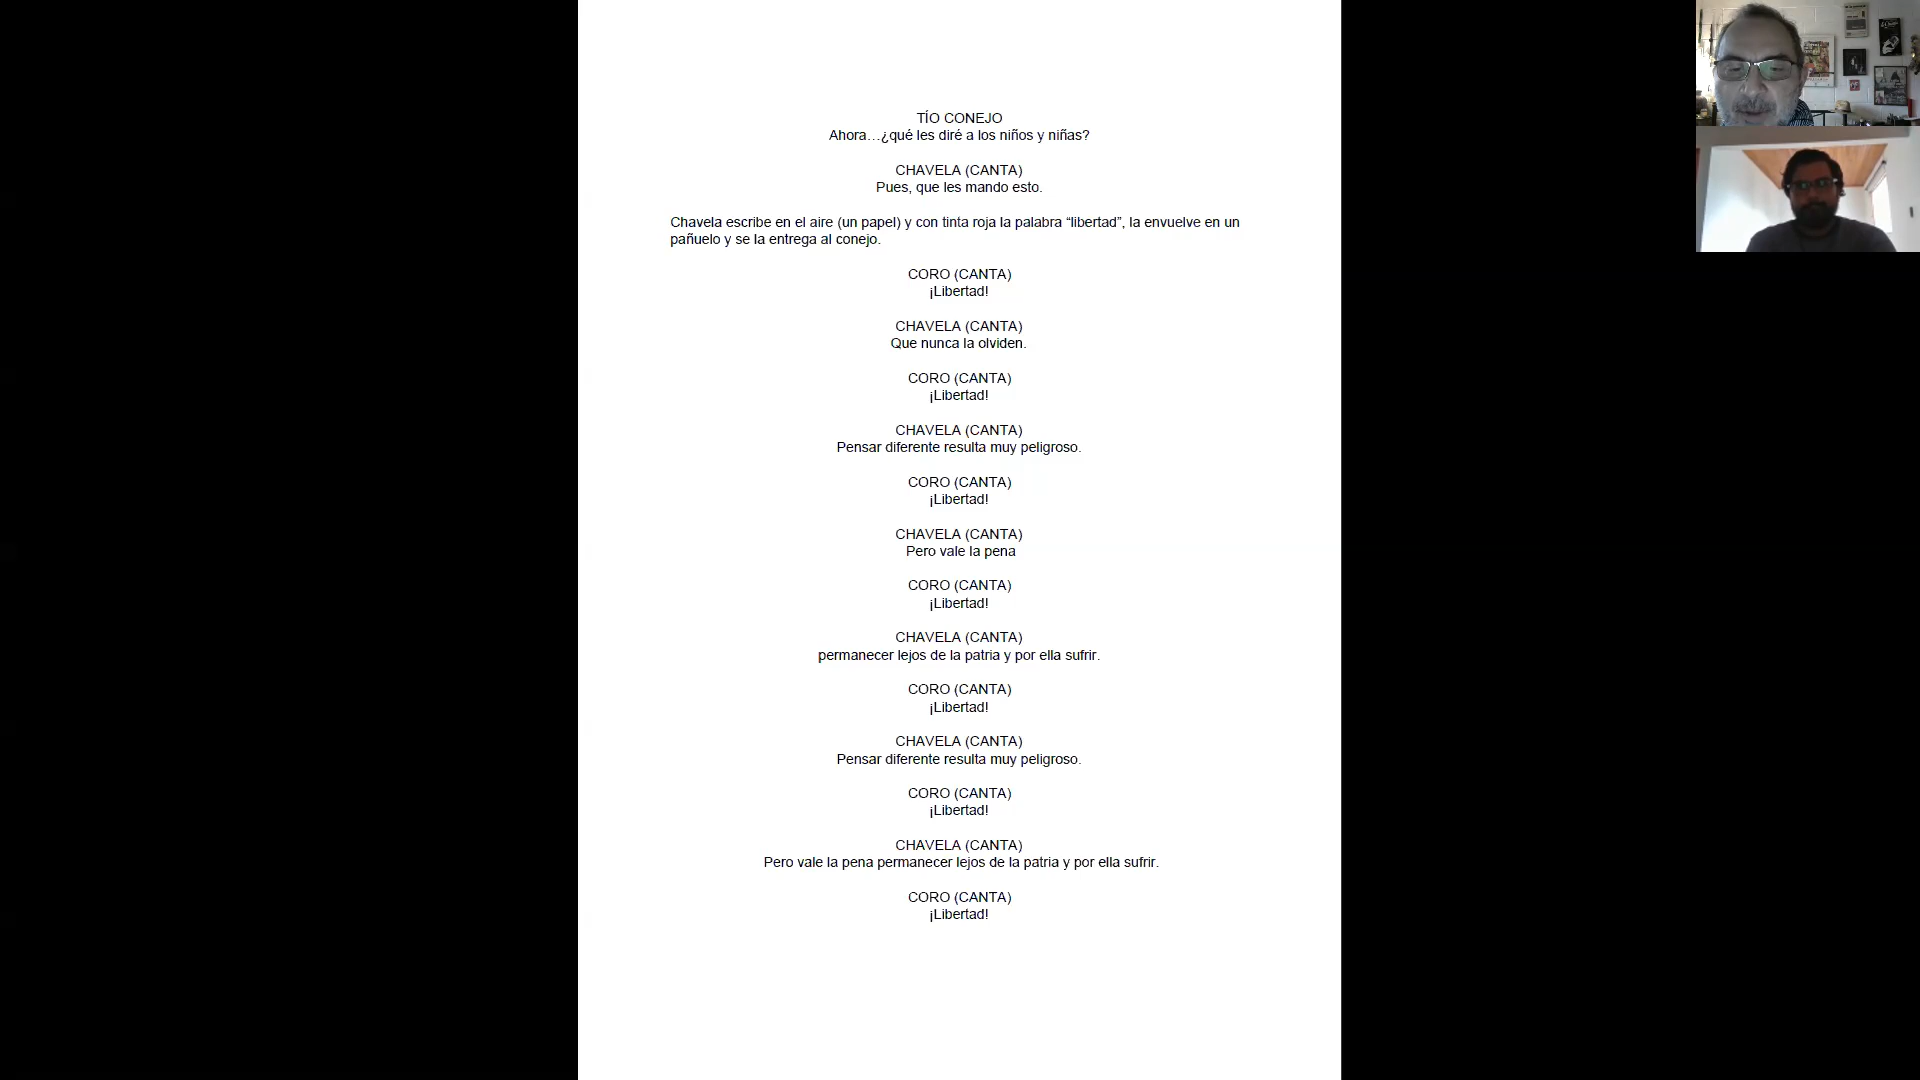 TÍO CONEJO
Ahora…¿qué les diré a los niños y niñas?
CHAVELA (CANTA)
Pues, que les mando esto.
Chavela escribe en el aire (un papel) y con tinta roja la palabra “libertad”, la envuelve en un
pañuelo y se la entrega al conejo.
CORO (CANTA)
¡Libertad!
CHAVELA (CANTA)
Que nunca la olviden.
CORO (CANTA)
¡Libertad!
CHAVELA (CANTA)
Pensar diferente resulta muy peligroso.
CORO (CANTA)
¡Libertad!
CHAVELA (CANTA)
Pero vale la pena
CORO (CANTA)
¡Libertad!
CHAVELA (CANTA)
permanecer lejos de la patria y por ella sufrir.
CORO (CANTA)
¡Libertad!
CHAVELA (CANTA)
Pensar diferente resulta muy peligroso.
CORO (CANTA)
¡Libertad!
CHAVELA (CANTA)
Pero vale la pena permanecer lejos de la patria y por ella sufrir.
CORO (CANTA)
¡Libertad!